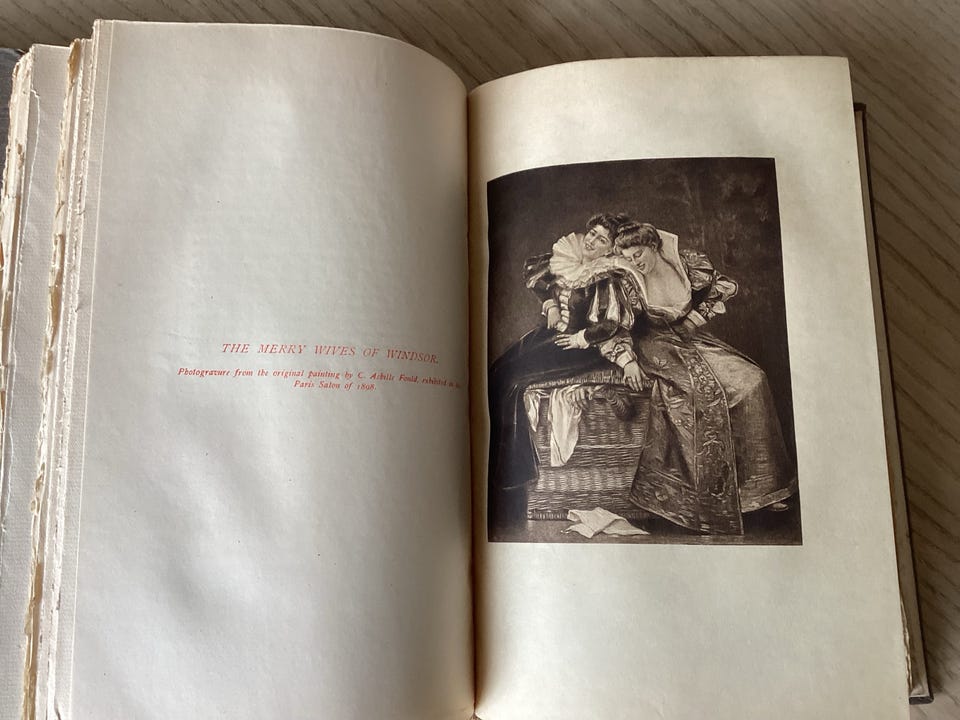 THE MERRY WIVES OF WINDSOR.
Photogravure from the original painting by C. Achille Fould, exhibited in
Paris Salon of 1898.